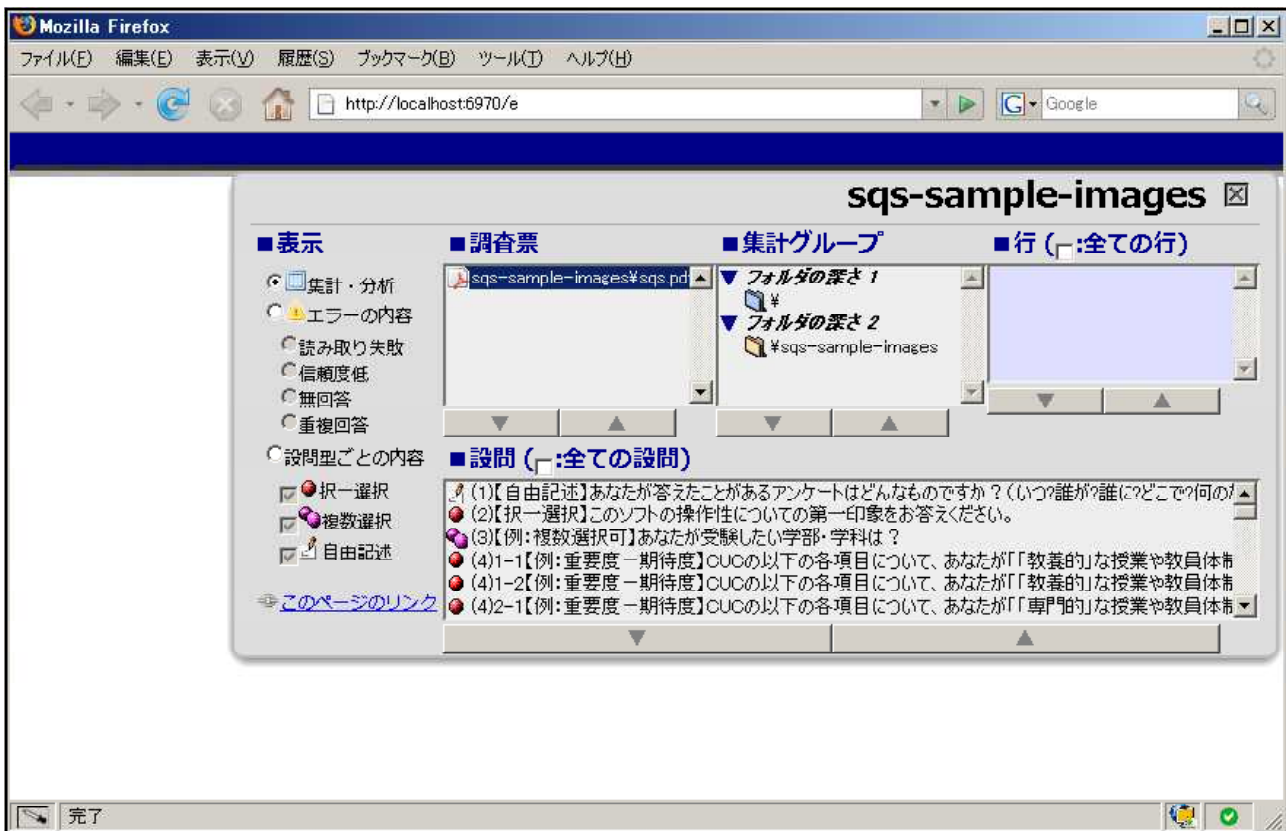 Mozilla Firefox
ファイル(F) 編集(E) 表示(V) 履歴(S) ブックマーク(B) ツール(T) ヘルプ(H)
http://localhost:6970/e
G Google
sqs-sample-images
■表示
集計・分析
エラーの内容
読み取り失敗
信頼度低
無回答
重複回答
設問型ごとの内容
択一選択
複数選択
自由記述
このページのリンク
■調査票
sqs-sample-images¥sqs.pd
■集計グループ
▼ フォルダの深さ 1
¥
▼ フォルダの深さ 2
¥sqs-sample-images
■行 (□:全ての行)
■設問 (□:全ての設問)
(1)【自由記述】あなたが答えたことがあるアンケートはどんなものですか？(いつ?誰が?誰に?どこで?何の
(2)【択一選択】このソフトの操作性についての第一印象をお答えください。
(3)【例:複数選択可】あなたが受験したい学部・学科は？
(4)1-1【例:重要度－期待度】CUCの以下の各項目について、あなたが「「教養的」な授業や教員体制
(4)1-2【例:重要度－期待度】CUCの以下の各項目について、あなたが「「教養的」な授業や教員体制
(4)2-1【例:重要度－期待度】CUCの以下の各項目について、あなたが「「専門的」な授業や教員体制
完了